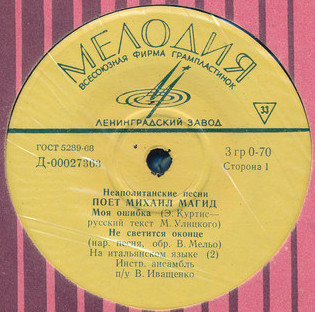 МЕЛОДИЯ
ВСЕСОЮЗНАЯ ФИРМА ГРАМПЛАСТИНОК
33
ЛЕНИНГРАДСКИЙ ЗАВОД
ГОСТ 5289-68
Д-00027363
3 гр 0-70
Сторона 1
Неаполитанские песни
ПОЕТ МИХАИЛ МАГИД
Моя ошибка (Э. Куртис—
русский текст М. Улицкого)
Не светится оконце
(нар. песня, обр. В. Мельо)
На итальянском языке (2)
Инстр. ансамбль
п/у В. Иващенко